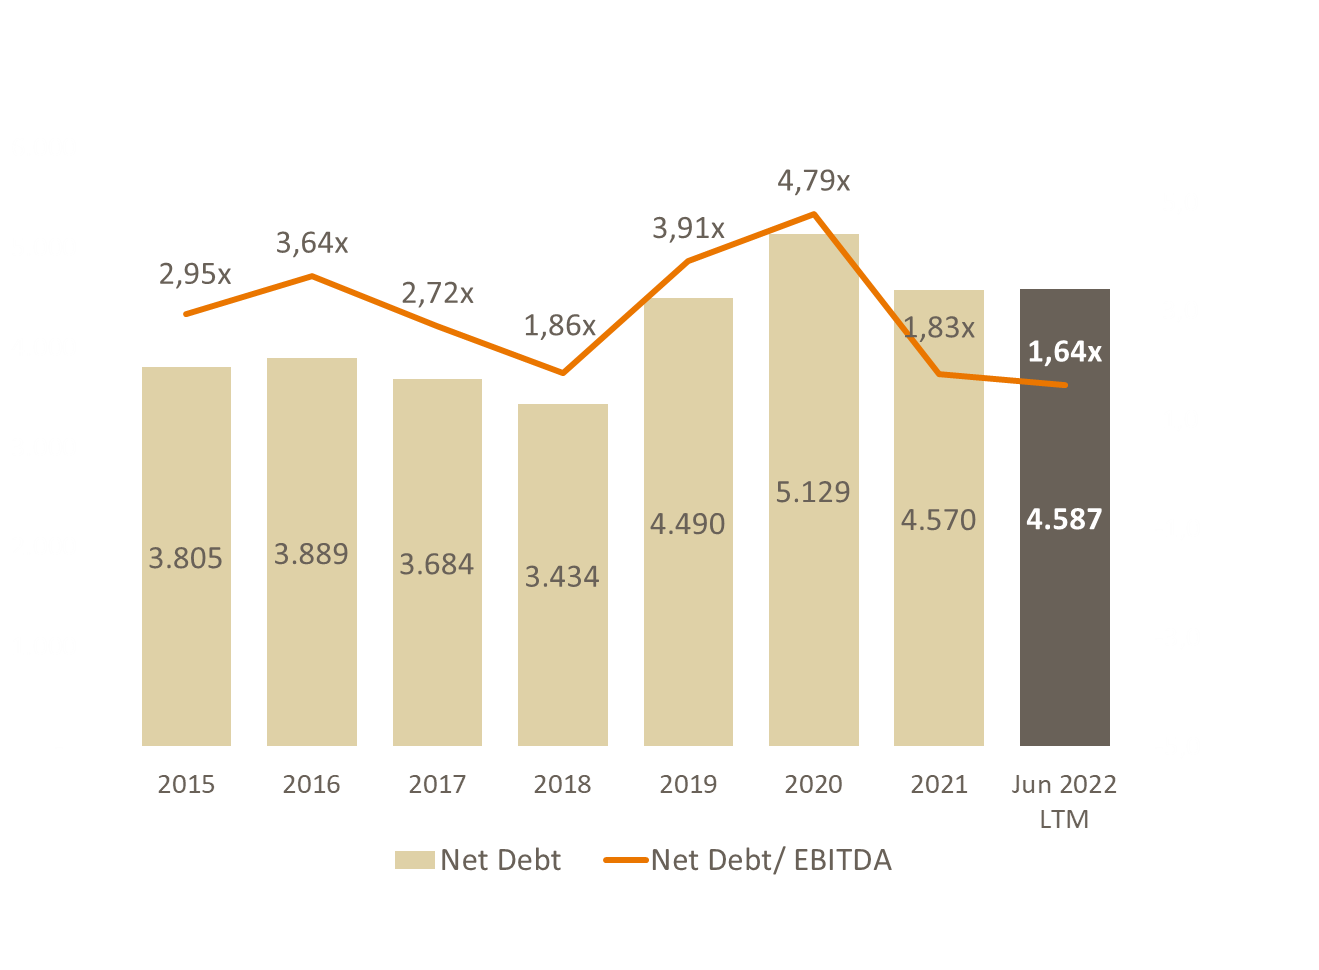 4,79x
3,91x
3,64x
2,95x
2,72x
1,86x
1,83x
1,64x
5.129
4.490
4.570
4.587
3.805
3.889
3.684
3.434
2015
2016
2017
2018
2019
2020
2021
Jun 2022
LTM
Net Debt
Net Debt/ EBITDA